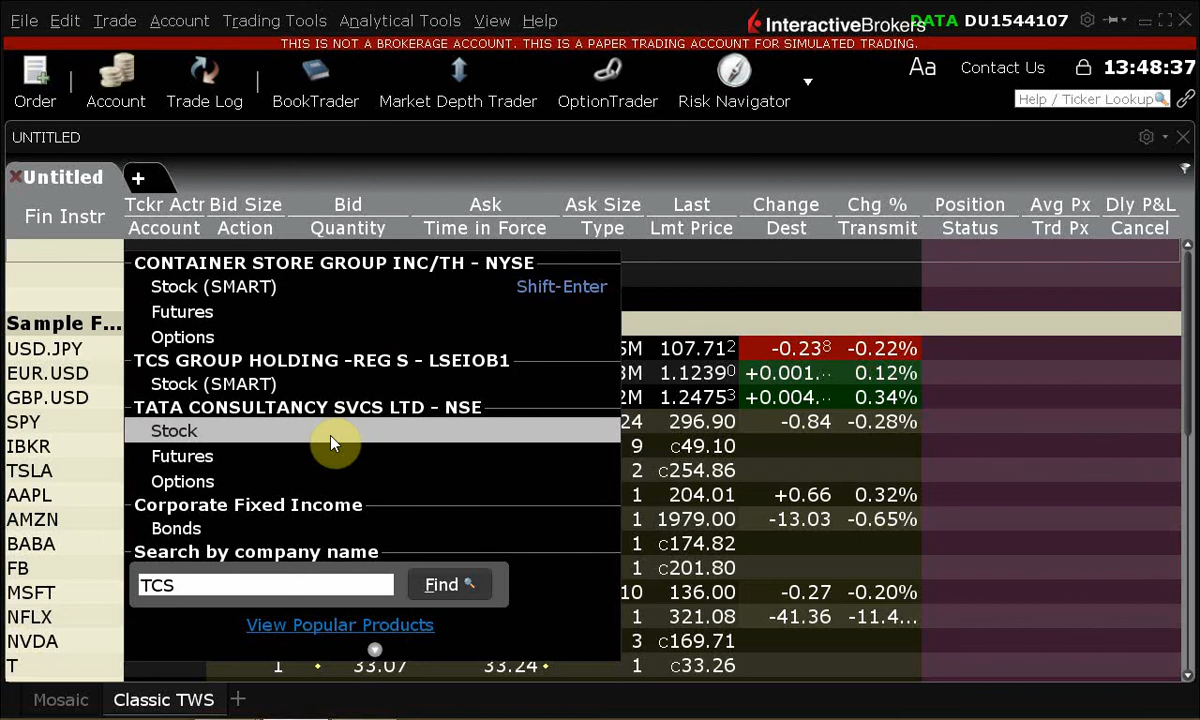 File Edit Trade Account Trading Tools Analytical Tools View Help InteractiveBrokers DATA DU1544107
THIS IS NOT A BROKERAGE ACCOUNT. THIS IS A PAPER TRADING ACCOUNT FOR SIMULATED TRADING.
Order Account Trade Log BookTrader Market Depth Trader OptionTrader Risk Navigator Aa Contact Us 13:48:37
Help / Ticker Lookup
UNTITLED
Untitled +
Fin Instr
Tckr Actr Bid Size Bid Ask Ask Size Last Change Chg % Position Avg Px Dly P&L
Account Action Quantity Time in Force Type Lmt Price Dest Transmit Status Trd Px Cancel
CONTAINER STORE GROUP INC/TH - NYSE
Stock (SMART) Shift-Enter
Futures
Options
TCS GROUP HOLDING -REG S - LSEIOB1
Stock (SMART)
TATA CONSULTANCY SVCS LTD - NSE
Stock
Futures
Options
Corporate Fixed Income
Bonds
Search by company name
TCS Find
View Popular Products
Sample F...
USD.JPY 107.712 -0.238 -0.22%
EUR.USD 1.12390 +0.001... 0.12%
GBP.USD 1.24753 +0.004... 0.34%
SPY 24 296.90 -0.84 -0.28%
IBKR 9 c49.10
TSLA 2 c254.86
AAPL 1 204.01 +0.66 0.32%
AMZN 1 1979.00 -13.03 -0.65%
BABA 1 c174.82
FB 1 c201.80
MSFT 10 136.00 -0.27 -0.20%
NFLX 1 321.08 -41.36 -11.4...
NVDA 3 c169.71
T 1 33.07 33.24 1 c33.26
Mosaic Classic TWS +